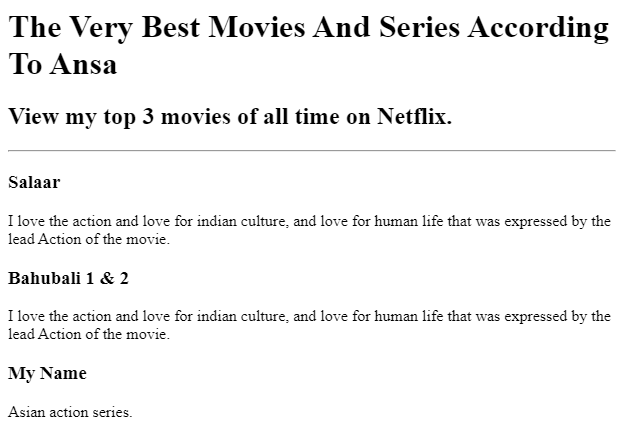 The Very Best Movies And Series According
To Ansa
View my top 3 movies of all time on Netflix.
Salaar
I love the action and love for indian culture, and love for human life that was expressed by the
lead Action of the movie.
Bahubali 1 & 2
I love the action and love for indian culture, and love for human life that was expressed by the
lead Action of the movie.
My Name
Asian action series.